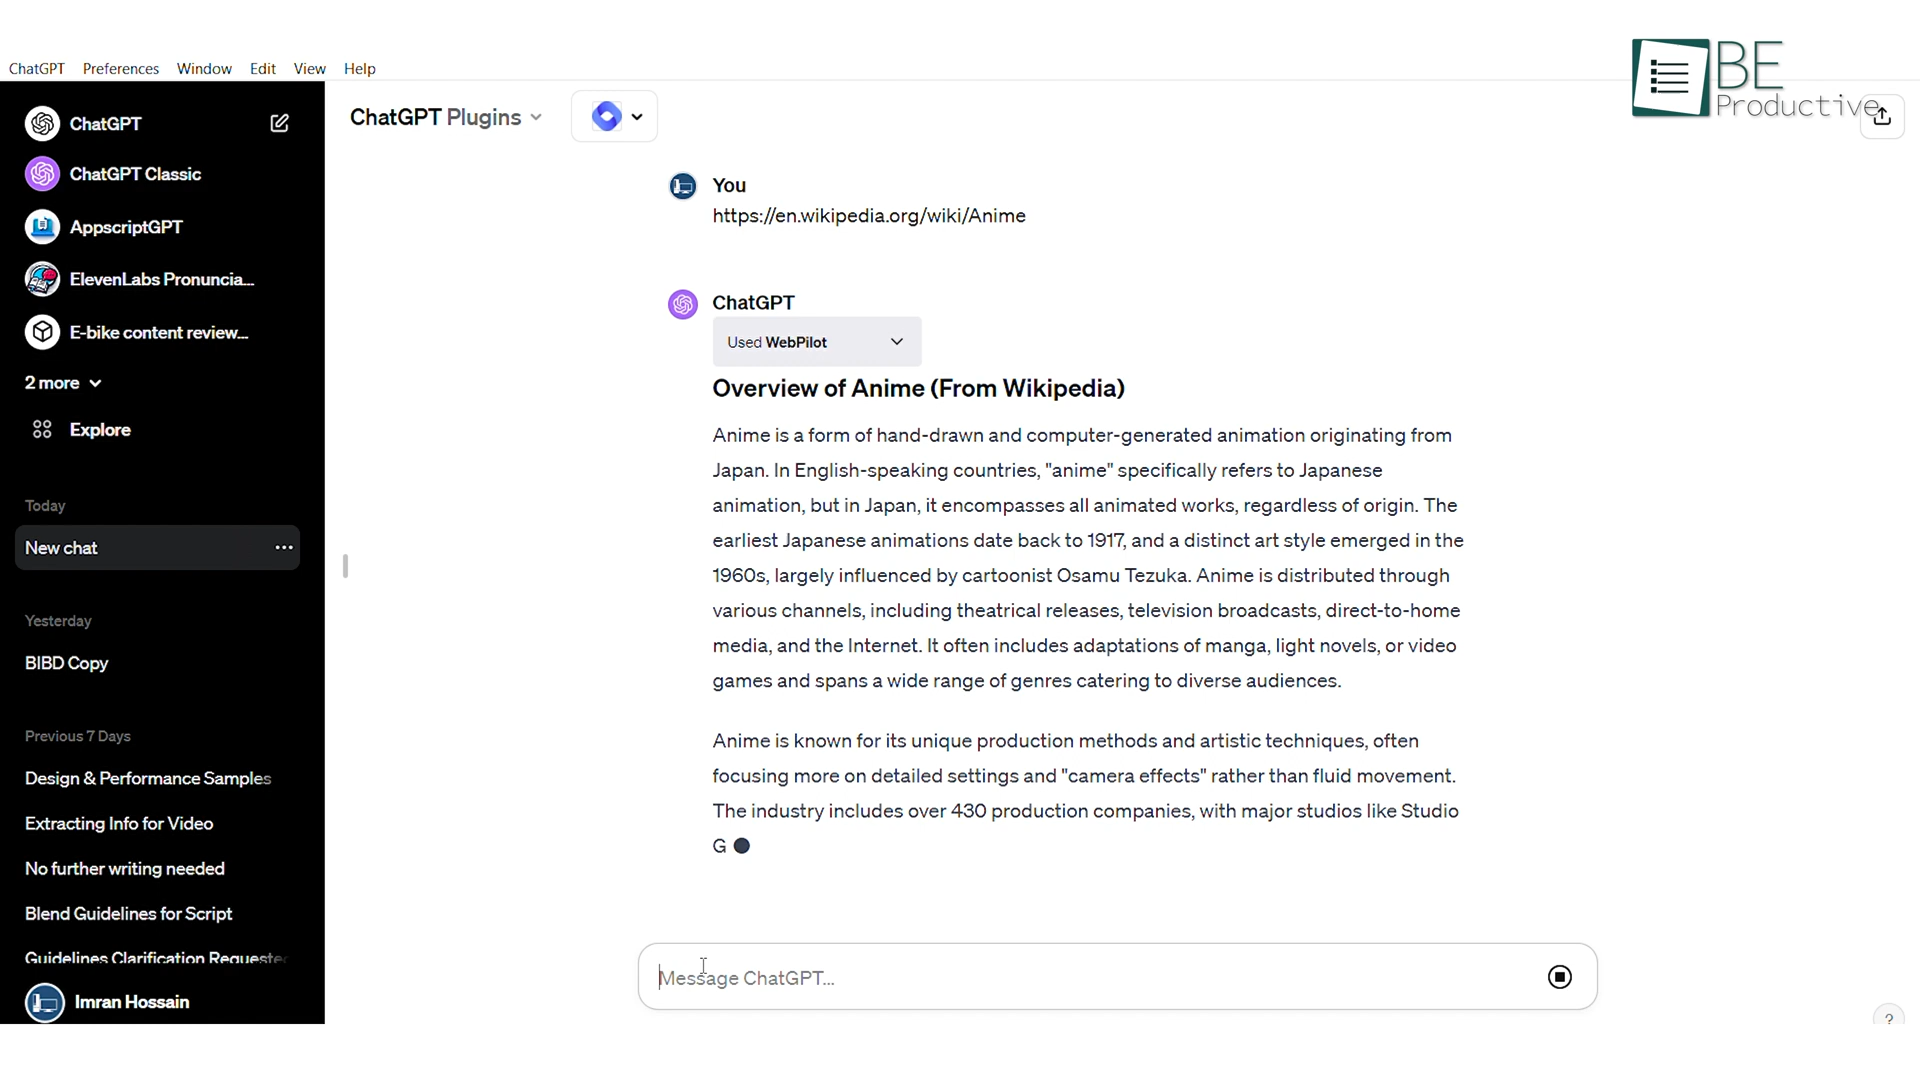 BE
Productive
ChatGPT Preferences Window Edit View Help
ChatGPT
ChatGPT Classic
AppscriptGPT
ElevenLabs Pronuncia...
E-bike content review...
2 more
Explore
Today
New chat
Yesterday
BIBD Copy
Previous 7 Days
Design & Performance Samples
Extracting Info for Video
No further writing needed
Blend Guidelines for Script
Guidelines Clarification Requeste
Imran Hossain
ChatGPT Plugins
You
https://en.wikipedia.org/wiki/Anime
ChatGPT
Used WebPilot
Overview of Anime (From Wikipedia)
Anime is a form of hand-drawn and computer-generated animation originating from
Japan. In English-speaking countries, "anime" specifically refers to Japanese
animation, but in Japan, it encompasses all animated works, regardless of origin. The
earliest Japanese animations date back to 1917, and a distinct art style emerged in the
1960s, largely influenced by cartoonist Osamu Tezuka. Anime is distributed through
various channels, including theatrical releases, television broadcasts, direct-to-home
media, and the Internet. It often includes adaptations of manga, light novels, or video
games and spans a wide range of genres catering to diverse audiences.
Anime is known for its unique production methods and artistic techniques, often
focusing more on detailed settings and "camera effects" rather than fluid movement.
The industry includes over 430 production companies, with major studios like Studio
G
Message ChatGPT...
?